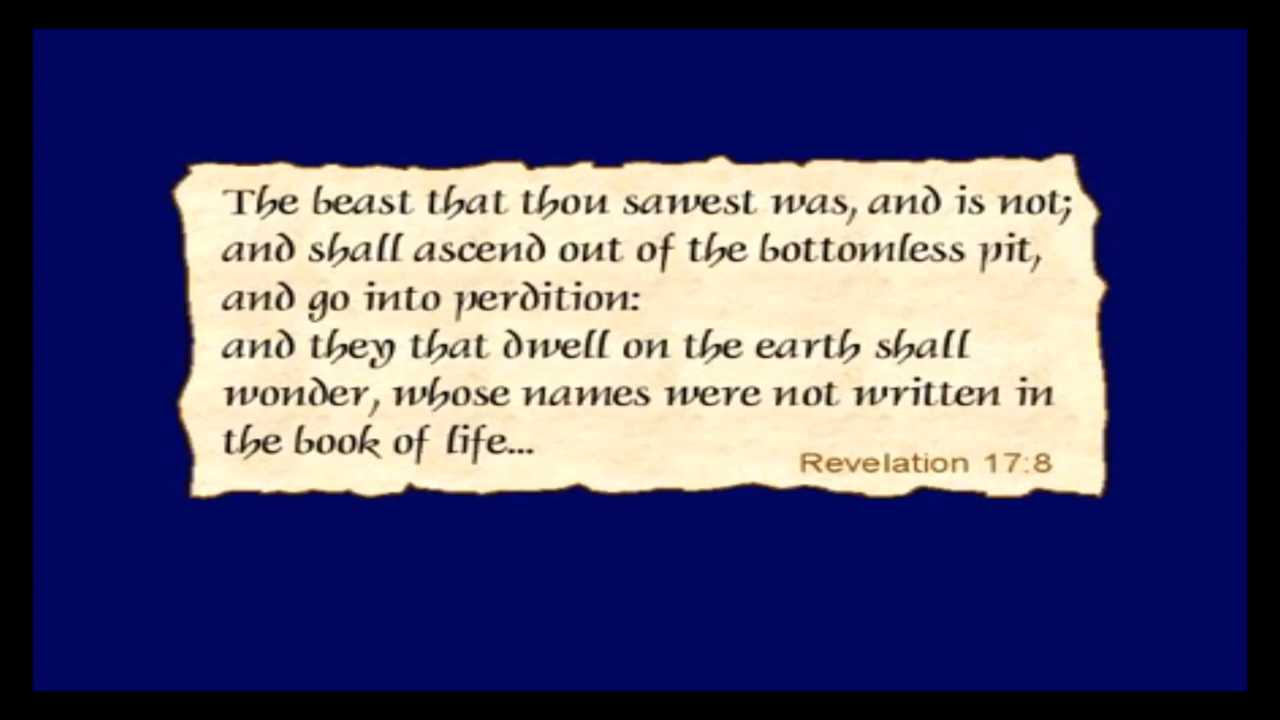 The beast that thou sawest was, and is not;
and shall ascend out of the bottomless pit,
and go into perdition:
and they that dwell on the earth shall
wonder, whose names were not written in
the book of life...
Revelation 17:8